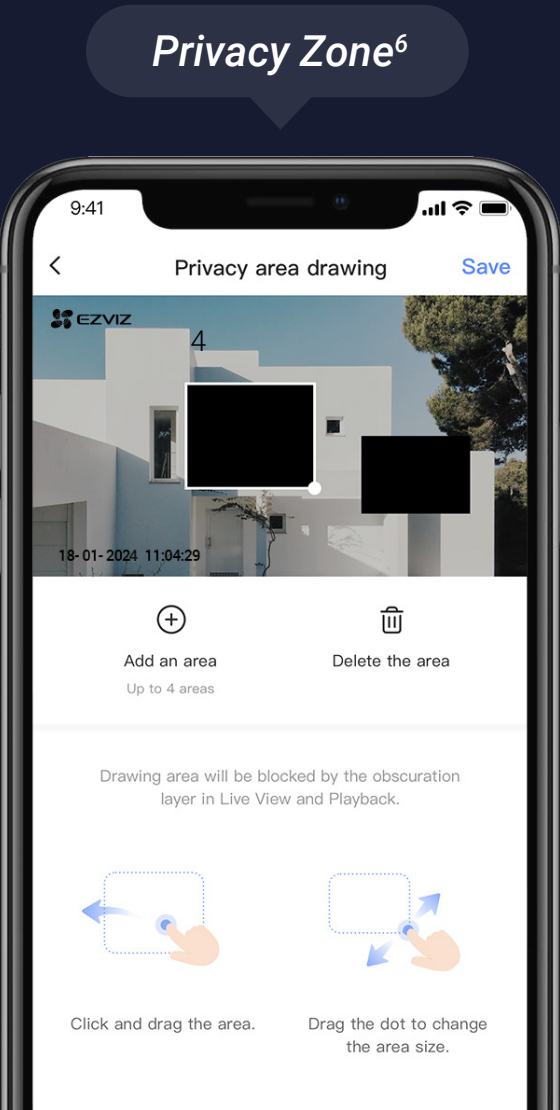 Privacy Zone⁶
9:41
Privacy area drawing
Save
EZVIZ
4
18-01-2024 11:04:29
Add an area
Delete the area
Up to 4 areas
Drawing area will be blocked by the obscuration
layer in Live View and Playback.
Click and drag the area.
Drag the dot to change
the area size.